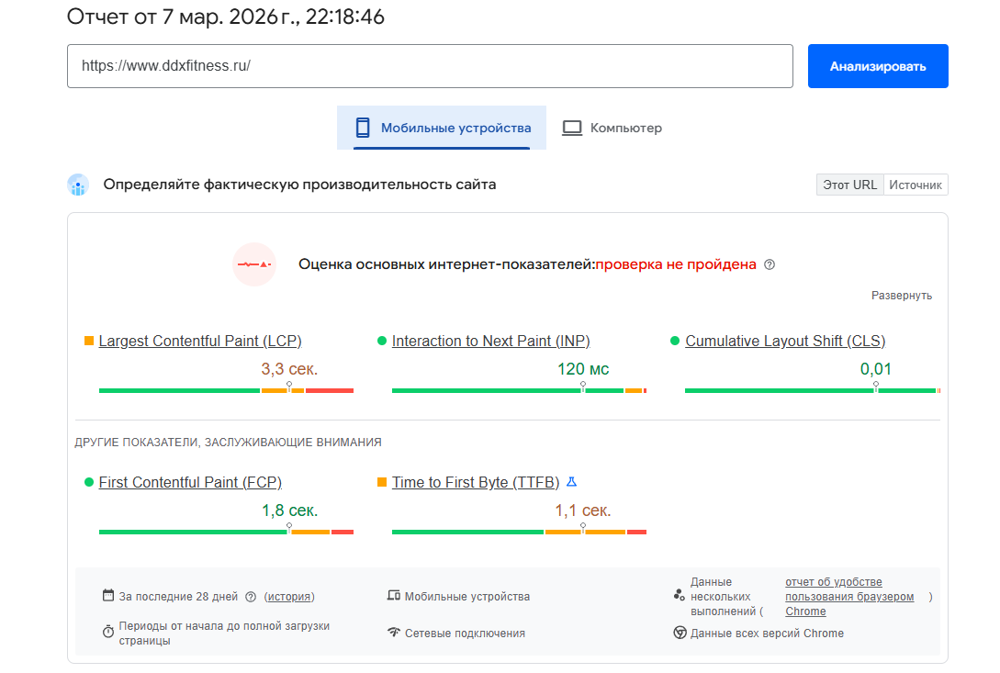 Отчет от 7 мар. 2026 г., 22:18:46
https://www.ddxfitness.ru/
Анализировать
Мобильные устройства
Компьютер
Определяйте фактическую производительность сайта
Этот URL
Источник
Оценка основных интернет-показателей:проверка не пройдена
Развернуть
Largest Contentful Paint (LCP)
3,3 сек.
Interaction to Next Paint (INP)
120 мс
Cumulative Layout Shift (CLS)
0,01
ДРУГИЕ ПОКАЗАТЕЛИ, ЗАСЛУЖИВАЮЩИЕ ВНИМАНИЯ
First Contentful Paint (FCP)
1,8 сек.
Time to First Byte (TTFB)
1,1 сек.
За последние 28 дней (история)
Мобильные устройства
Данные
нескольких
выполнений (
отчет об удобстве
пользования браузером
Chrome
)
Периоды от начала до полной загрузки
страницы
Сетевые подключения
Данные всех версий Chrome